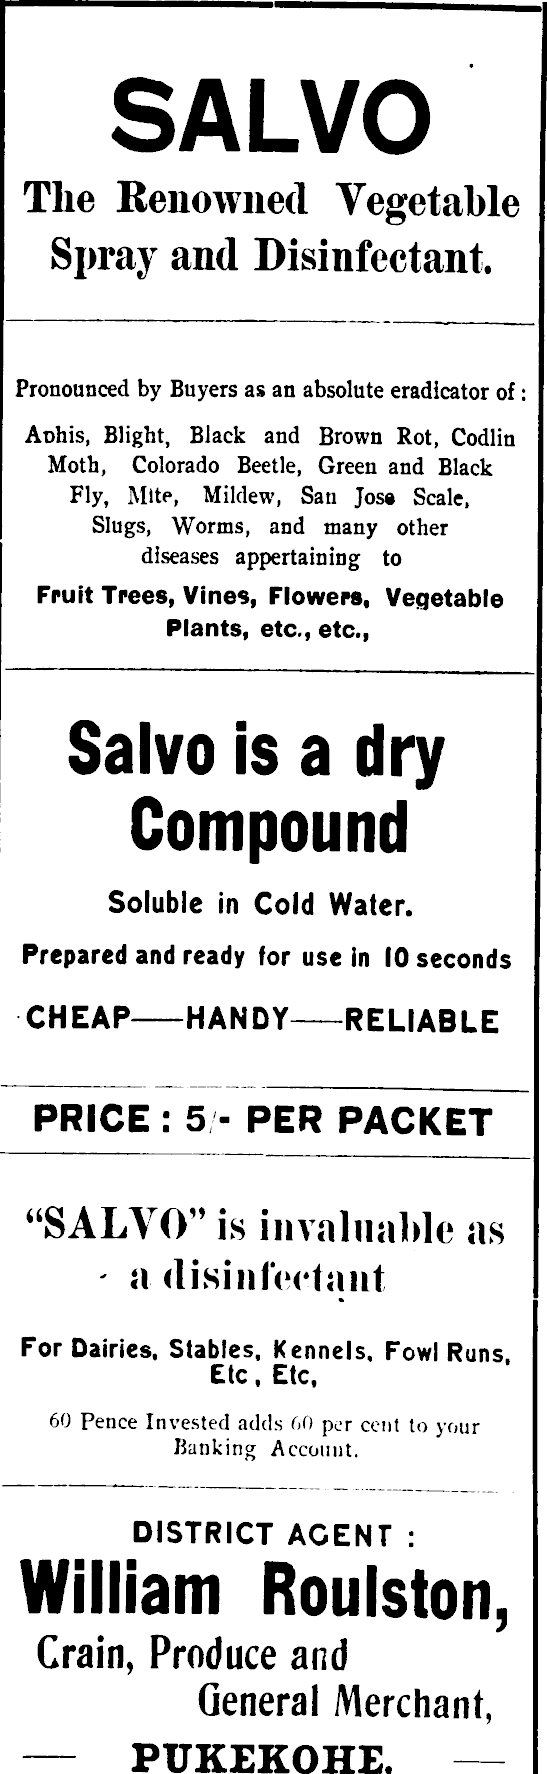 SALVO
The Renowned Vegetable
Spray and Disinfectant.
Pronounced by Buyers as an absolute eradicator of :
Aphis, Blight, Black and Brown Rot, Codlin
Moth, Colorado Beetle, Green and Black
Fly, Mite, Mildew, San Jose Scale,
Slugs, Worms, and many other
diseases appertaining to
Fruit Trees, Vines, Flowers, Vegetable
Plants, etc., etc.,
Salvo is a dry
Compound
Soluble in Cold Water.
Prepared and ready for use in 10 seconds
CHEAP——HANDY——RELIABLE
PRICE : 5/- PER PACKET
“SALVO” is invaluable as
a disinfectant
For Dairies, Stables, Kennels, Fowl Runs,
Etc , Etc,
60 Pence Invested adds 60 per cent to your
Banking Account.
DISTRICT AGENT :
William Roulston,
Grain, Produce and
General Merchant,
— PUKEKOHE. —